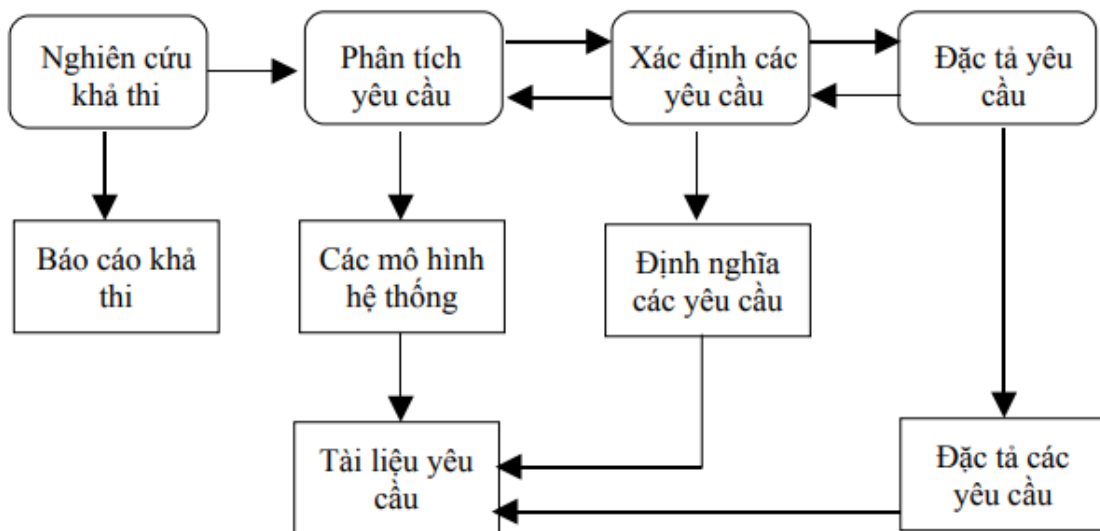 Nghiên cứu
khả thi
Phân tích
yêu cầu
Xác định các
yêu cầu
Đặc tả yêu
cầu
Báo cáo khả
thi
Các mô hình
hệ thống
Định nghĩa
các yêu cầu
Tài liệu yêu
cầu
Đặc tả các
yêu cầu